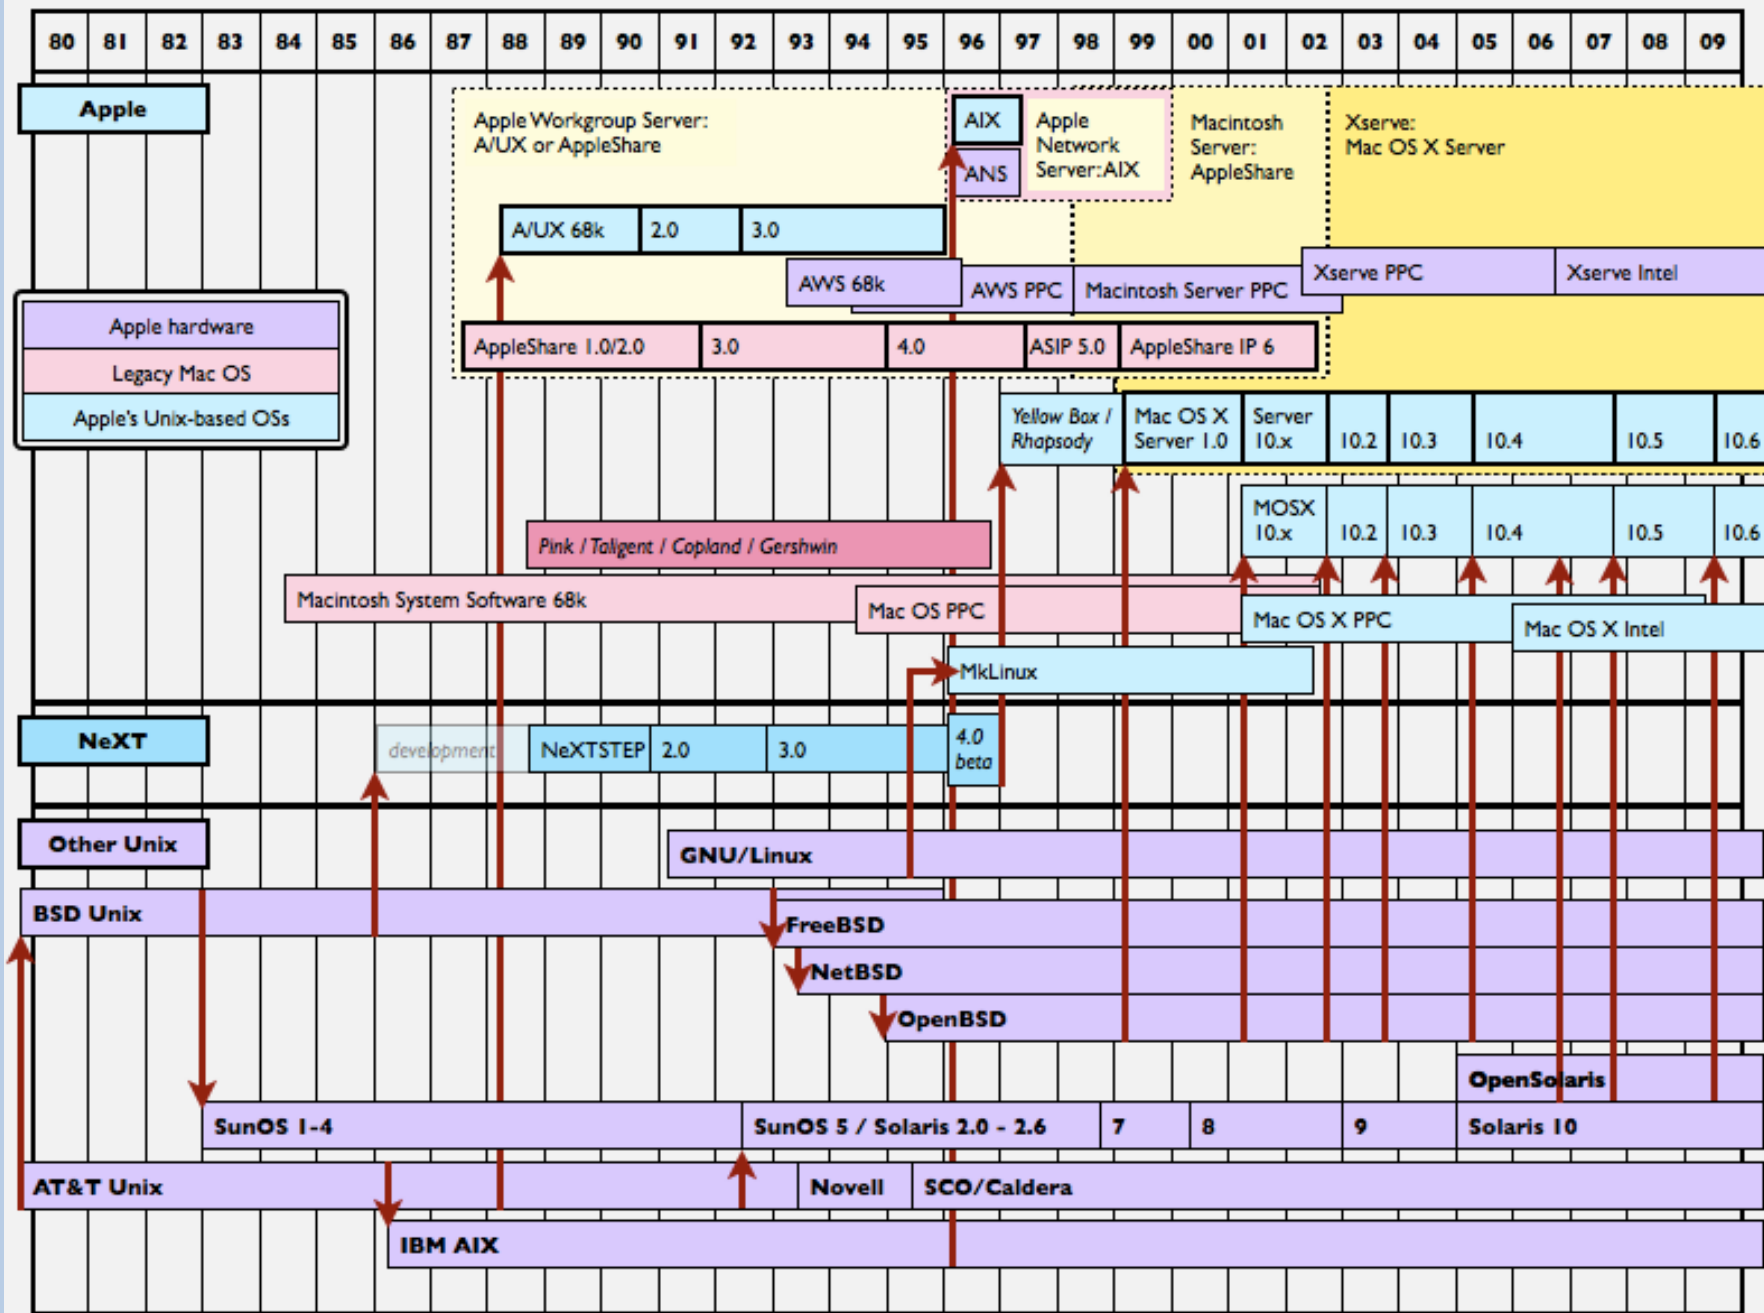 80 81 82 83 84 85 86 87 88 89 90 91 92 93 94 95 96 97 98 99 00 01 02 03 04 05 06 07 08 09
Apple
Apple Workgroup Server:
A/UX or AppleShare
AIX
ANS
Apple
Network
Server:AIX
Macintosh
Server:
AppleShare
Xserve:
Mac OS X Server
A/UX 68k 2.0 3.0
AWS 68k AWS PPC Macintosh Server PPC Xserve PPC Xserve Intel
Apple hardware
Legacy Mac OS
Apple's Unix-based OSs
AppleShare 1.0/2.0 3.0 4.0 ASIP 5.0 AppleShare IP 6
Yellow Box /
Rhapsody
Mac OS X
Server 1.0
Server
10.x
10.2 10.3 10.4 10.5 10.6
MOSX
10.x
10.2 10.3 10.4 10.5 10.6
Pink / Taligent / Copland / Gershwin
Macintosh System Software 68k Mac OS PPC Mac OS X PPC Mac OS X Intel
MkLinux
NeXT
development NeXTSTEP 2.0 3.0
4.0
beta
Other Unix
GNU/Linux
BSD Unix
FreeBSD
NetBSD
OpenBSD
OpenSolaris
SunOS 1-4 SunOS 5 / Solaris 2.0 - 2.6 7 8 9 Solaris 10
AT&T Unix Novell SCO/Caldera
IBM AIX